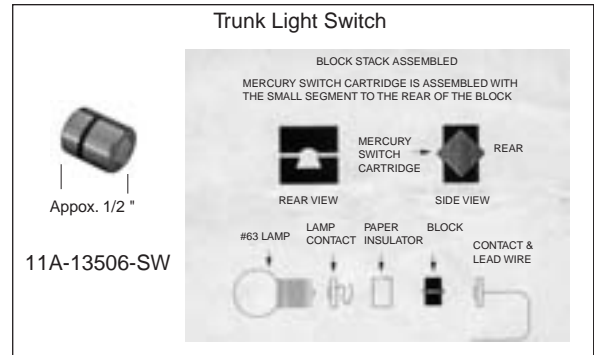 Trunk Light Switch
BLOCK STACK ASSEMBLED
MERCURY SWITCH CARTRIDGE IS ASSEMBLED WITH
THE SMALL SEGMENT TO THE REAR OF THE BLOCK
MERCURY
SWITCH
CARTRIDGE
REAR
REAR VIEW
SIDE VIEW
Appox. 1/2 "
11A-13506-SW
#63 LAMP
LAMP
CONTACT
PAPER
INSULATOR
BLOCK
CONTACT &
LEAD WIRE